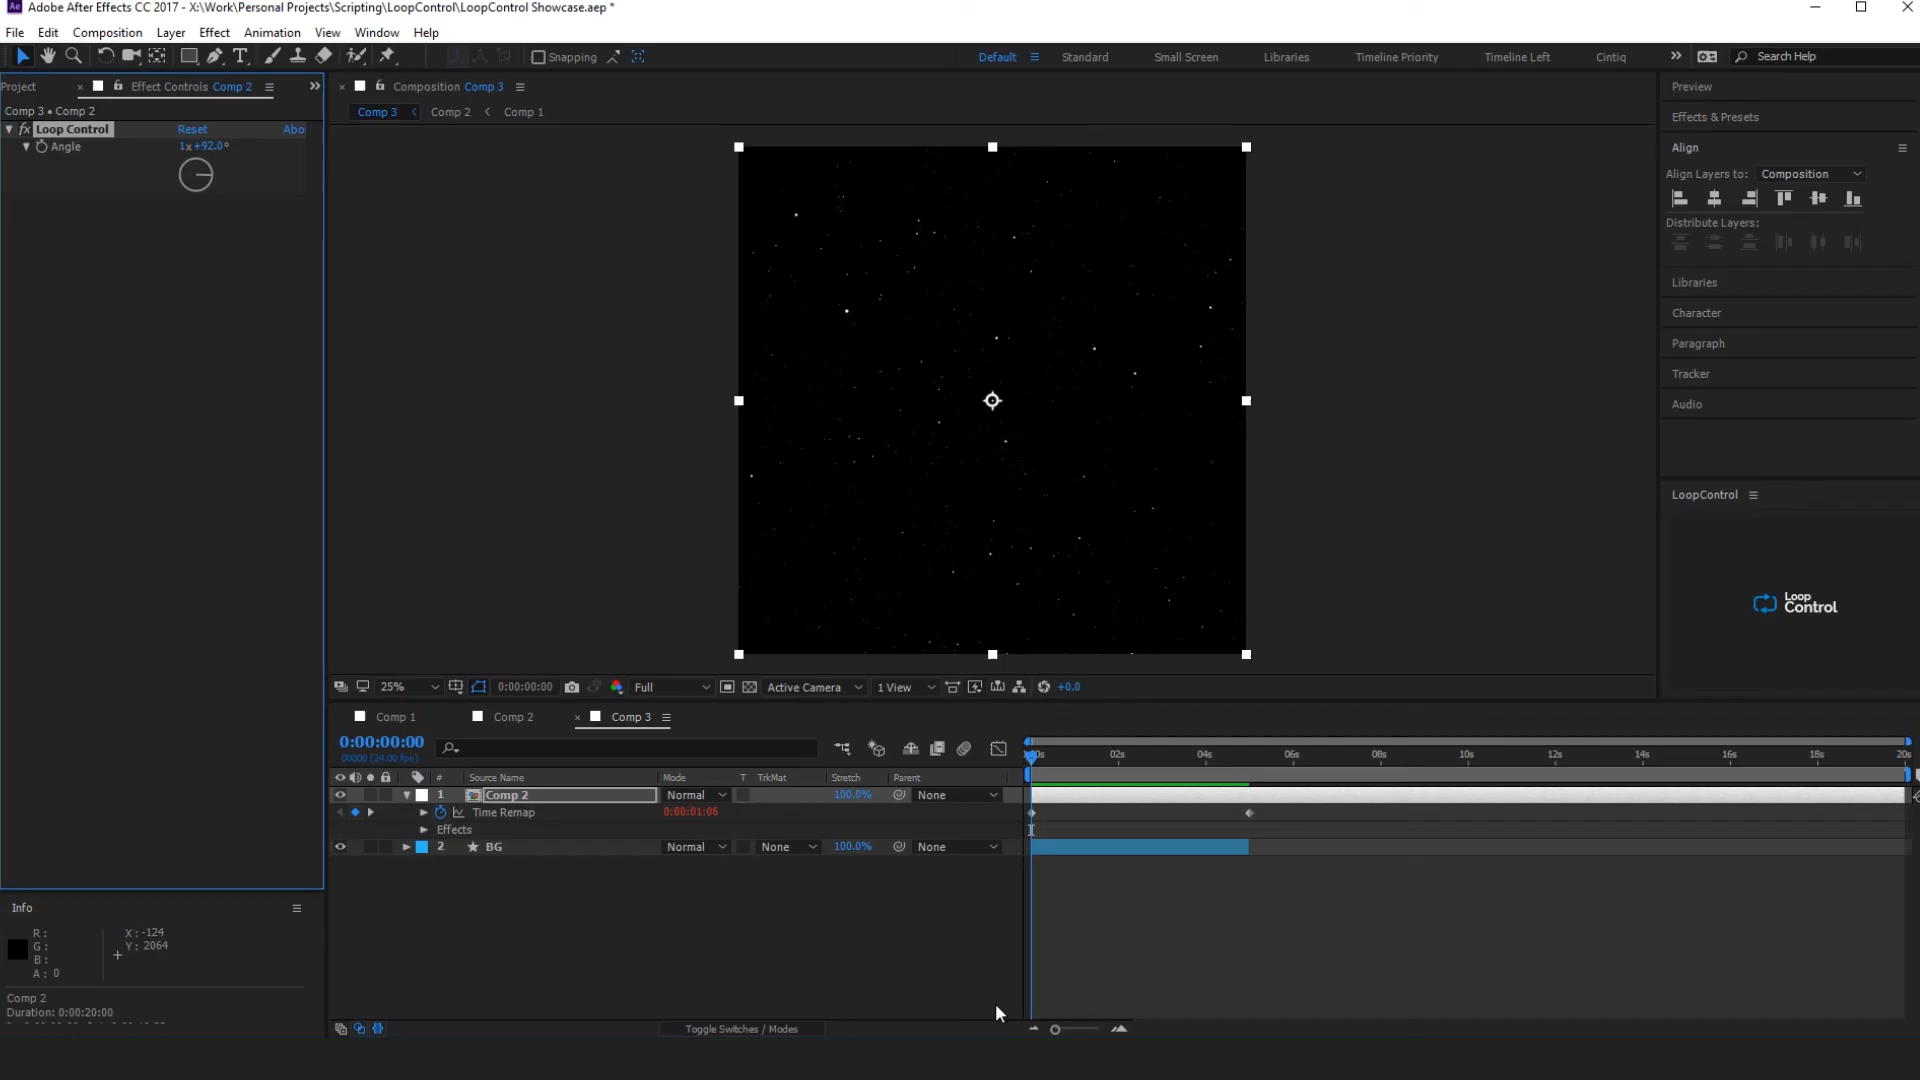 Ae Adobe After Effects CC 2017 - X:\Work\Personal Projects\Scripting\LoopControl\LoopControl Showcase.aep *
File Edit Composition Layer Effect Animation View Window Help
Snapping Default Standard Small Screen Libraries Timeline Priority Timeline Left Cintiq Search Help
Project Effect Controls Comp 2
Comp 3 • Comp 2
fx Loop Control Reset Abo
Angle 1x+92.0°
Composition Comp 3
Comp 3 Comp 2 Comp 1
Preview
Effects & Presets
Align
Align Layers to: Composition
Distribute Layers:
Libraries
Character
Paragraph
Tracker
Audio
LoopControl
Loop
Control
25% 0:00:00:00 Full Active Camera 1 View +0.0
Comp 1 Comp 2 Comp 3
0:00:00:00
00000 (24.00 fps)
02s 04s 06s 08s 10s 12s 14s 16s 18s 20s
# Source Name Mode T TrkMat Stretch Parent
1 Comp 2 Normal 100.0% None
Time Remap 0:00:01:06
Effects
2 BG Normal None 100.0% None
Info
R:
G:
B:
A: 0
X: -124
Y: 2064
Comp 2
Duration: 0:00:20:00
Toggle Switches / Modes